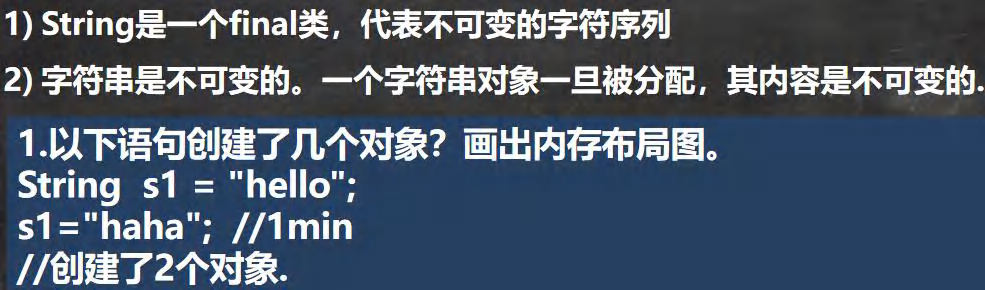 1) String是一个final类，代表不可变的字符序列
2) 字符串是不可变的。一个字符串对象一旦被分配，其内容是不可变的.
1.以下语句创建了几个对象？画出内存布局图。
String s1 = "hello";
s1="haha"; //1min
//创建了2个对象.